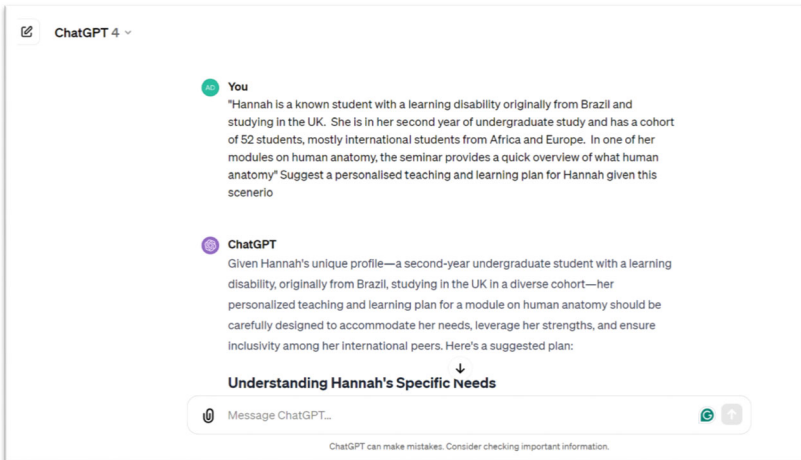 ChatGPT 4
AD
You
"Hannah is a known student with a learning disability originally from Brazil and
studying in the UK. She is in her second year of undergraduate study and has a cohort
of 52 students, mostly international students from Africa and Europe. In one of her
modules on human anatomy, the seminar provides a quick overview of what human
anatomy" Suggest a personalised teaching and learning plan for Hannah given this
scenerio
ChatGPT
Given Hannah's unique profile—a second-year undergraduate student with a learning
disability, originally from Brazil, studying in the UK in a diverse cohort—her
personalized teaching and learning plan for a module on human anatomy should be
carefully designed to accommodate her needs, leverage her strengths, and ensure
inclusivity among her international peers. Here's a suggested plan:
Understanding Hannah's Specific Needs
Message ChatGPT...
ChatGPT can make mistakes. Consider checking important information.